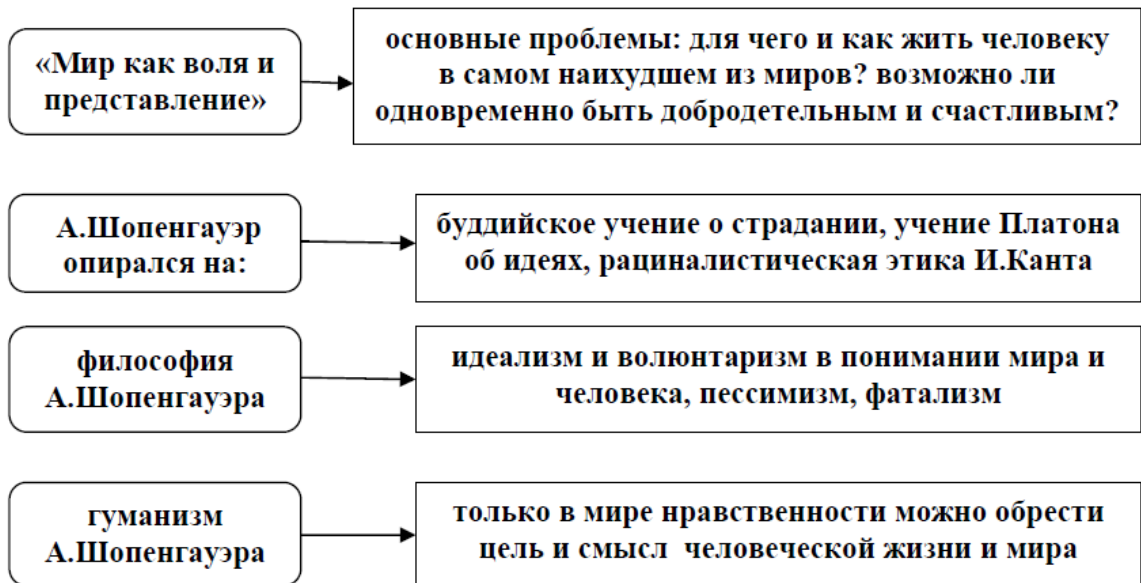 «Мир как воля и
представление»
основные проблемы: для чего и как жить человеку
в самом наихудшем из миров? возможно ли
одновременно быть добродетельным и счастливым?
А.Шопенгауэр
опирался на:
буддийское учение о страдании, учение Платона
об идеях, рациналистическая этика И.Канта
философия
А.Шопенгауэра
идеализм и волюнтаризм в понимании мира и
человека, пессимизм, фатализм
гуманизм
А.Шопенгауэра
только в мире нравственности можно обрести
цель и смысл человеческой жизни и мира